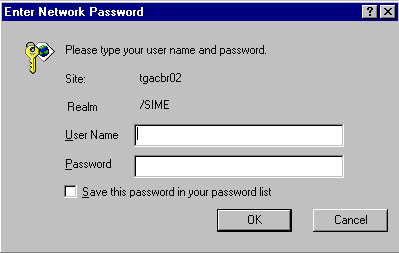 Enter Network Password
Please type your user name and password.
Site: tgacbr02
Realm /SIME
User Name
Password
Save this password in your password list
OK Cancel